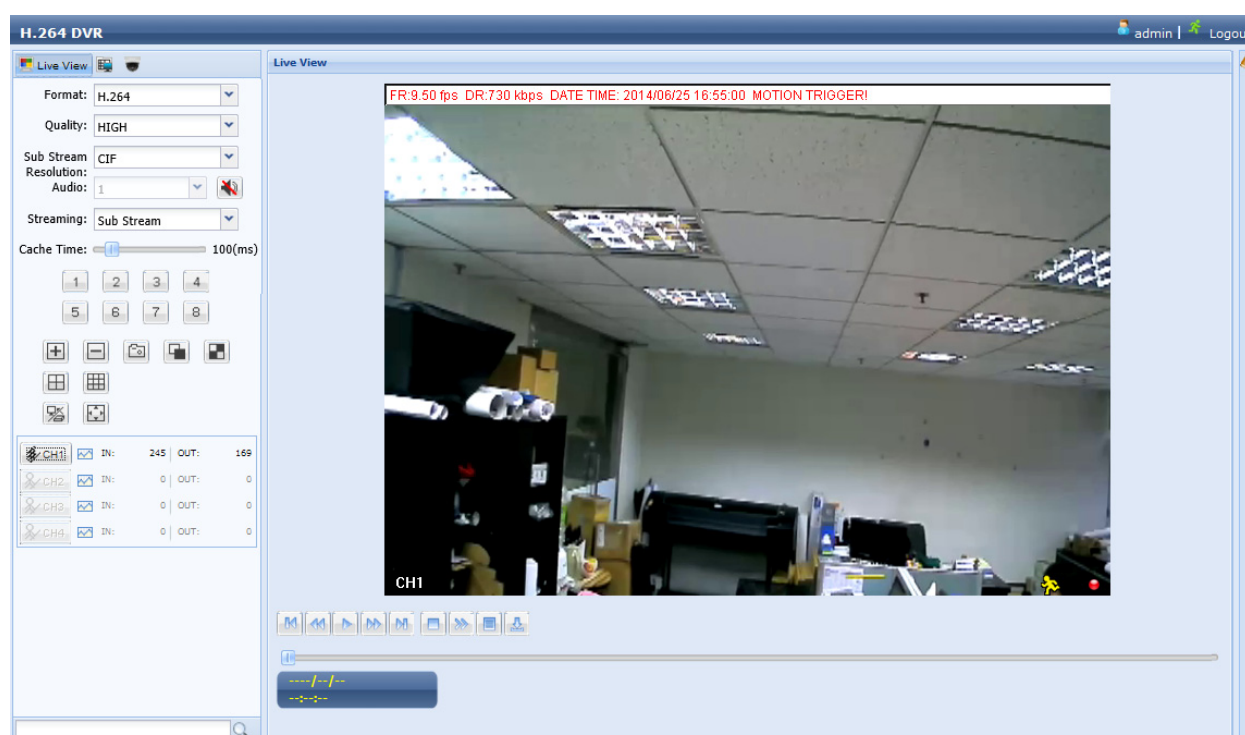 H.264 DVR
admin | Logou
Live View
Format: H.264
Quality: HIGH
Sub Stream Resolution: CIF
Audio: 1
Streaming: Sub Stream
Cache Time: 100(ms)
1 2 3 4
5 6 7 8
CH1 IN: 245 OUT: 169
CH2 IN: 0 OUT: 0
CH3 IN: 0 OUT: 0
CH4 IN: 0 OUT: 0
Live View
FR:9.50 fps DR:730 kbps DATE TIME: 2014/06/25 16:55:00 MOTION TRIGGER!
CH1
----/--/--
--:--:--